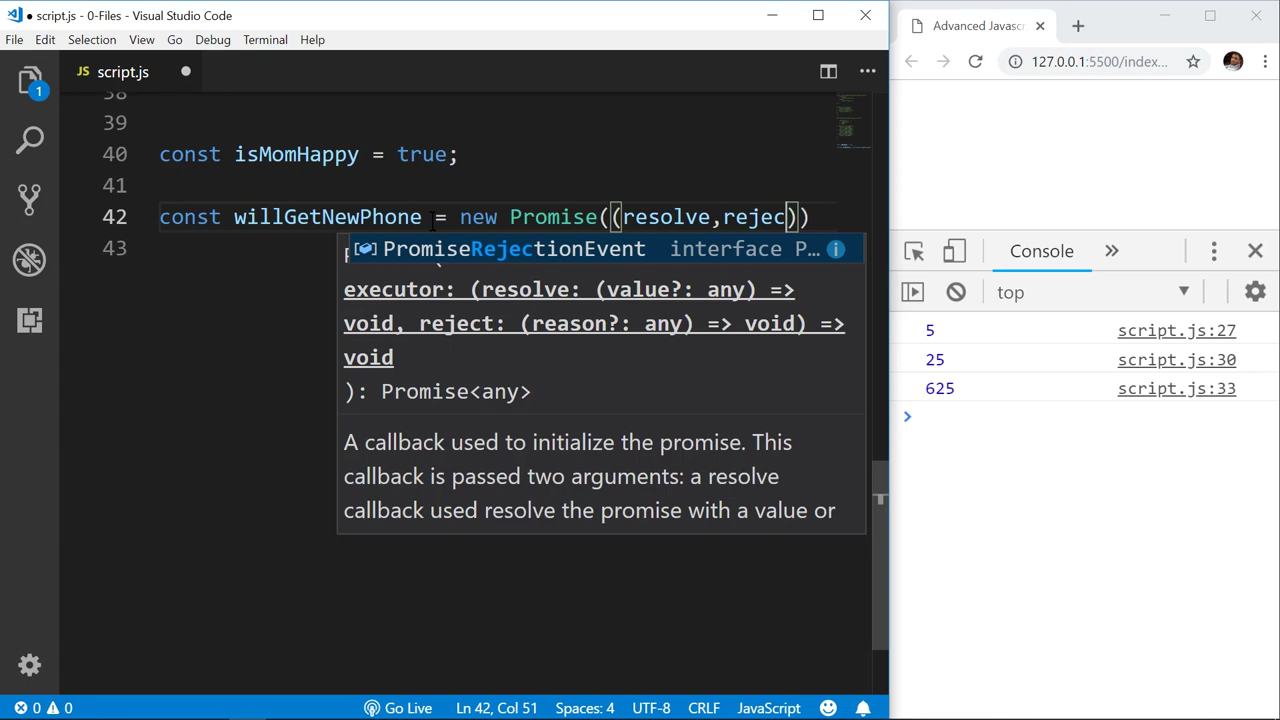 script.js - 0-Files - Visual Studio Code
File Edit Selection View Go Debug Terminal Help
JS script.js
38
39
40 const isMomHappy = true;
41
42 const willGetNewPhone = new Promise((resolve,rejec))
43
PromiseRejectionEvent interface P...
executor: (resolve: (value?: any) =>
void, reject: (reason?: any) => void) =>
void
): Promise<any>
A callback used to initialize the promise. This
callback is passed two arguments: a resolve
callback used resolve the promise with a value or
1
0 0 Go Live Ln 42, Col 51 Spaces: 4 UTF-8 CRLF JavaScript
Advanced Javasc
127.0.0.1:5500/index...
Console
top
5 script.js:27
25 script.js:30
625 script.js:33